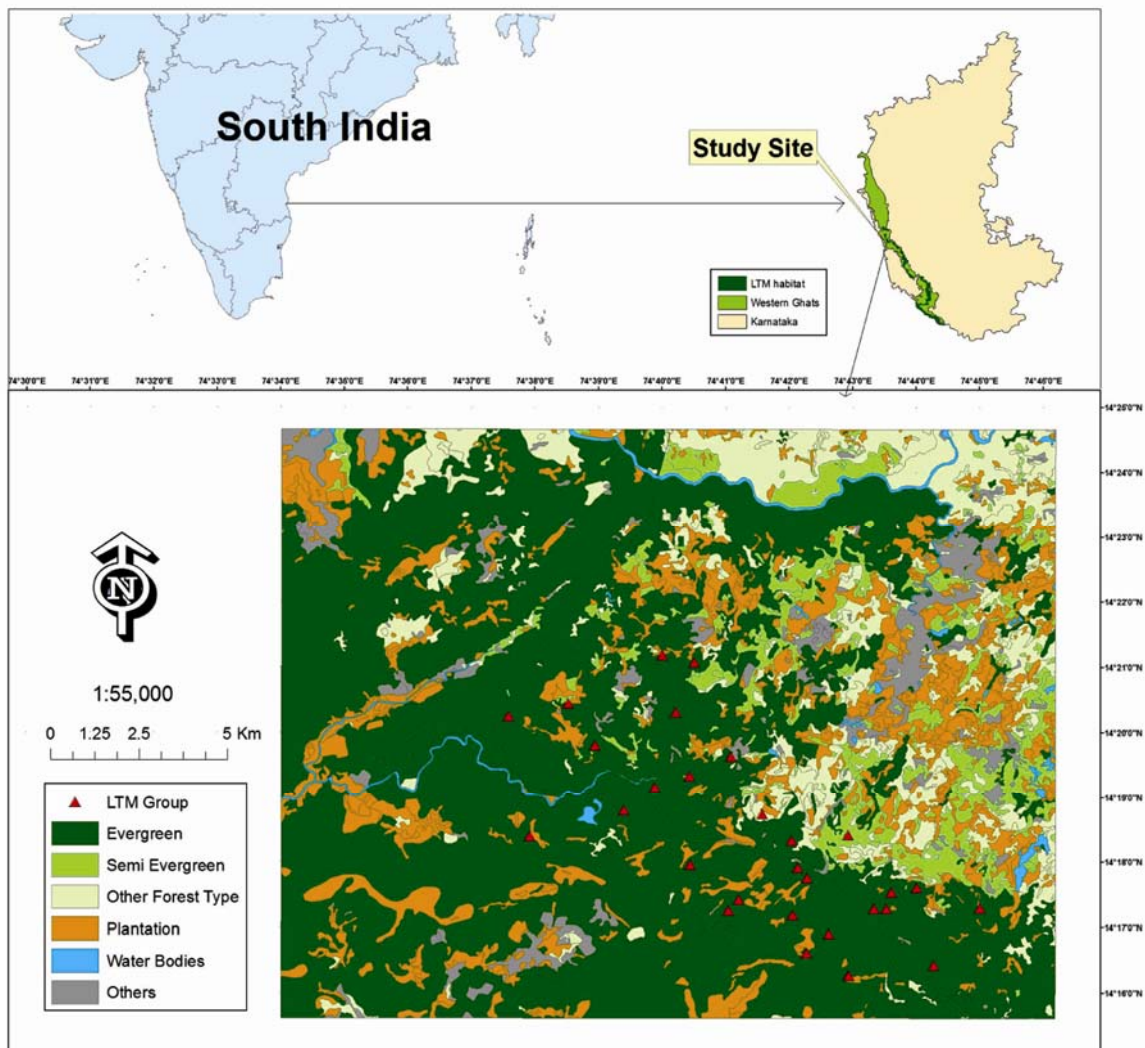 South India
Study Site
LTM habitat
Western Ghats
Karnataka
74°30'0"E 74°31'0"E 74°32'0"E 74°33'0"E 74°34'0"E 74°35'0"E 74°36'0"E 74°37'0"E 74°38'0"E 74°39'0"E 74°40'0"E 74°41'0"E 74°42'0"E 74°43'0"E 74°44'0"E 74°45'0"E 74°46'0"E
14°25'0"N
14°24'0"N
14°23'0"N
14°22'0"N
14°21'0"N
14°20'0"N
14°19'0"N
14°18'0"N
14°17'0"N
14°16'0"N
N
1:55,000
0 1.25 2.5 5 Km
LTM Group
Evergreen
Semi Evergreen
Other Forest Type
Plantation
Water Bodies
Others